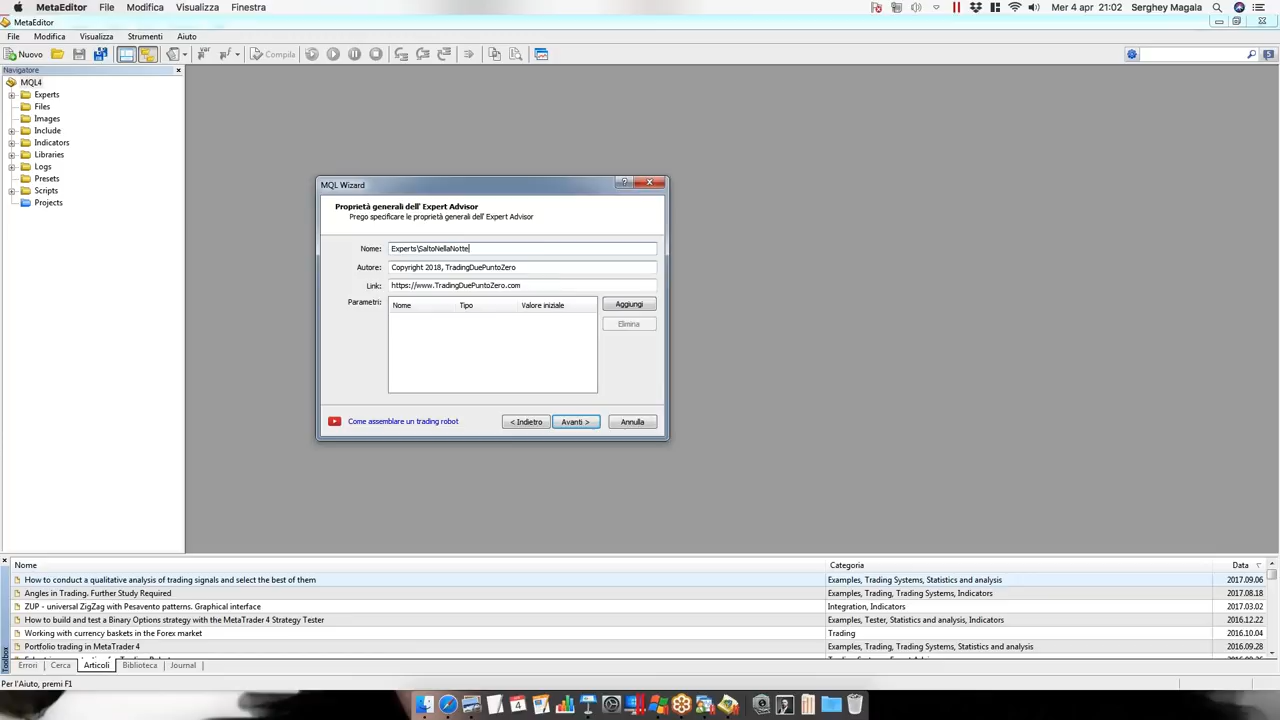 MetaEditor File Modifica Visualizza Finestra Mer 4 apr 21:02 Serghey Magala
MetaEditor
File Modifica Visualizza Strumenti Aiuto
Nuovo Compila
Navigatore
MQL4
Experts
Files
Images
Include
Indicators
Libraries
Logs
Presets
Scripts
Projects
MQL Wizard
Proprietà generali dell' Expert Advisor
Prego specificare le proprietà generali dell' Expert Advisor
Nome: Experts\SaltoNellaNotte
Autore: Copyright 2018, TradingDuePuntoZero
Link: https://www.TradingDuePuntoZero.com
Parametri: Nome Tipo Valore iniziale Aggiungi
Elimina
Come assemblare un trading robot < Indietro Avanti > Annulla
Nome Categoria Data
How to conduct a qualitative analysis of trading signals and select the best of them Examples, Trading Systems, Statistics and analysis 2017.09.06
Angles in Trading. Further Study Required Examples, Trading, Trading Systems, Indicators 2017.08.18
ZUP - universal ZigZag with Pesavento patterns. Graphical interface Integration, Indicators 2017.03.02
How to build and test a Binary Options strategy with the MetaTrader 4 Strategy Tester Examples, Tester, Statistics and analysis, Indicators 2016.12.22
Working with currency baskets in the Forex market Trading 2016.10.04
Portfolio trading in MetaTrader 4 Examples, Trading, Trading Systems, Statistics and analysis 2016.09.28
Toolbox
Errori Cerca Articoli Biblioteca Journal
Per l'Aiuto, premi F1